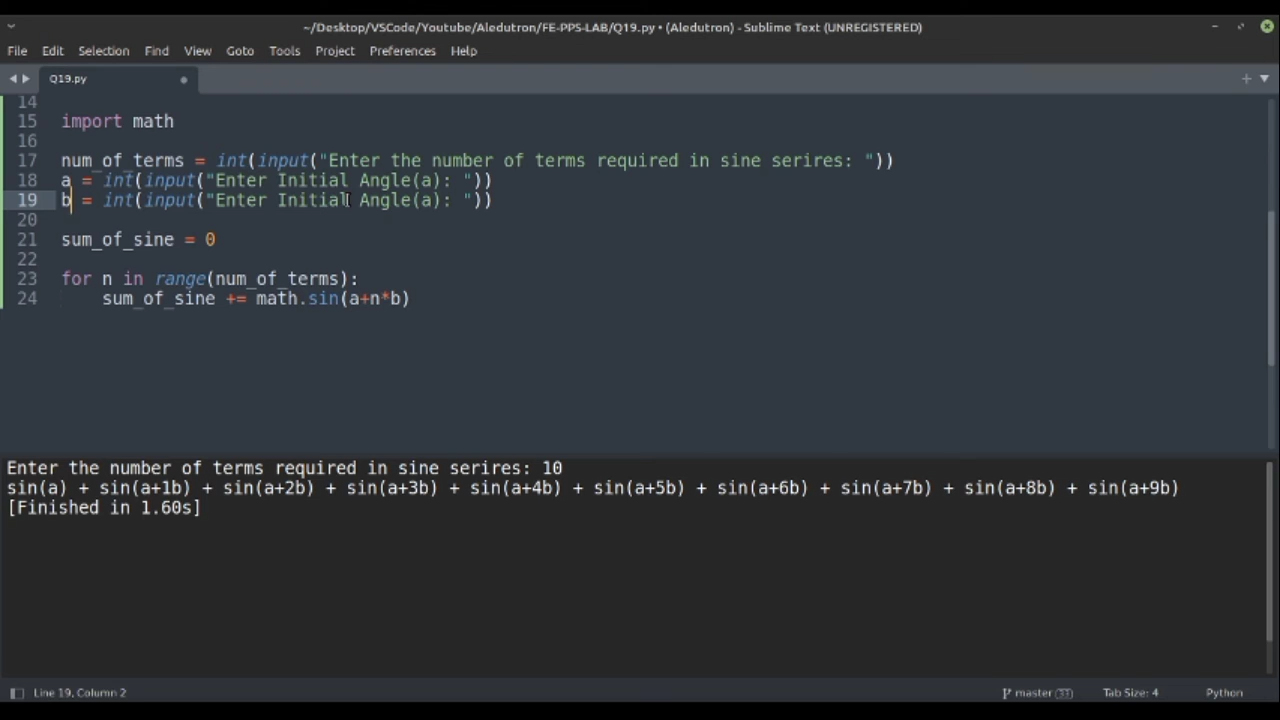 ~/Desktop/VSCode/Youtube/Aledutron/FE-PPS-LAB/Q19.py • (Aledutron) - Sublime Text (UNREGISTERED)
File Edit Selection Find View Goto Tools Project Preferences Help
Q19.py
14
15 import math
16
17 num_of_terms = int(input("Enter the number of terms required in sine serires: "))
18 a = int(input("Enter Initial Angle(a): "))
19 b = int(input("Enter Initial Angle(a): "))
20
21 sum_of_sine = 0
22
23 for n in range(num_of_terms):
24     sum_of_sine += math.sin(a+n*b)
Enter the number of terms required in sine serires: 10
sin(a) + sin(a+1b) + sin(a+2b) + sin(a+3b) + sin(a+4b) + sin(a+5b) + sin(a+6b) + sin(a+7b) + sin(a+8b) + sin(a+9b)
[Finished in 1.60s]
Line 19, Column 2 master 33 Tab Size: 4 Python